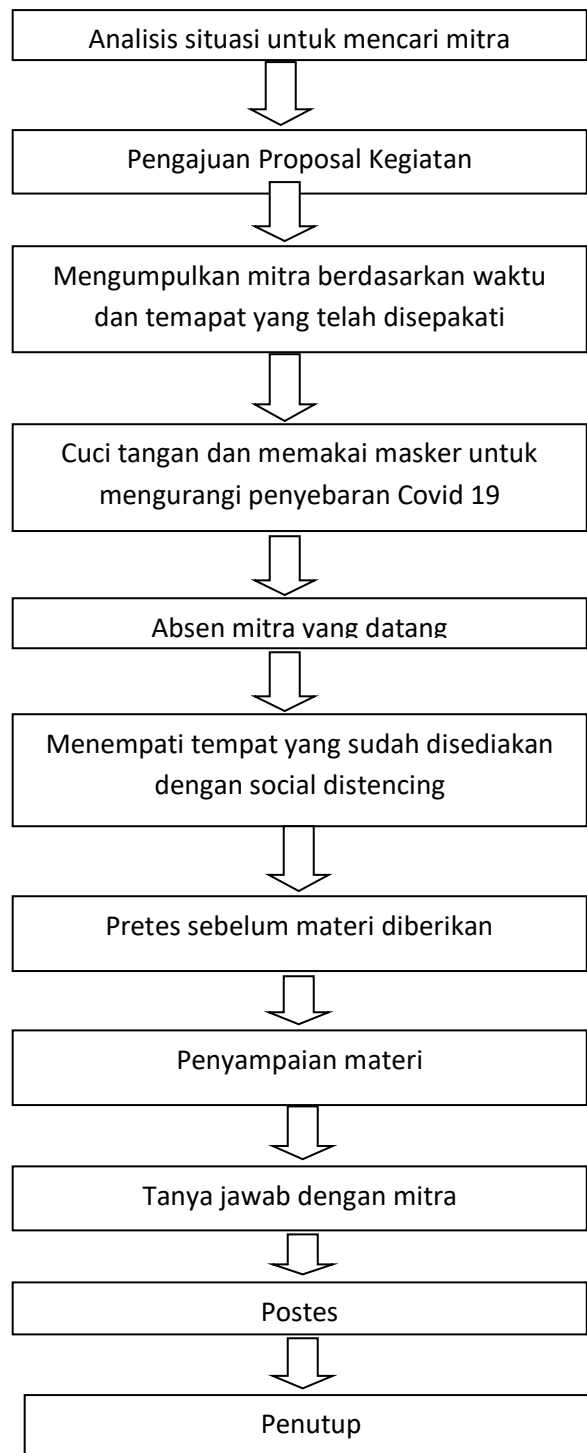 Analisis situasi untuk mencari mitra
Pengajuan Proposal Kegiatan
Mengumpulkan mitra berdasarkan waktu
dan temapat yang telah disepakati
Cuci tangan dan memakai masker untuk
mengurangi penyebaran Covid 19
Absen mitra yang datang
Menempati tempat yang sudah disediakan
dengan social distencing
Pretes sebelum materi diberikan
Penyampaian materi
Tanya jawab dengan mitra
Postes
Penutup